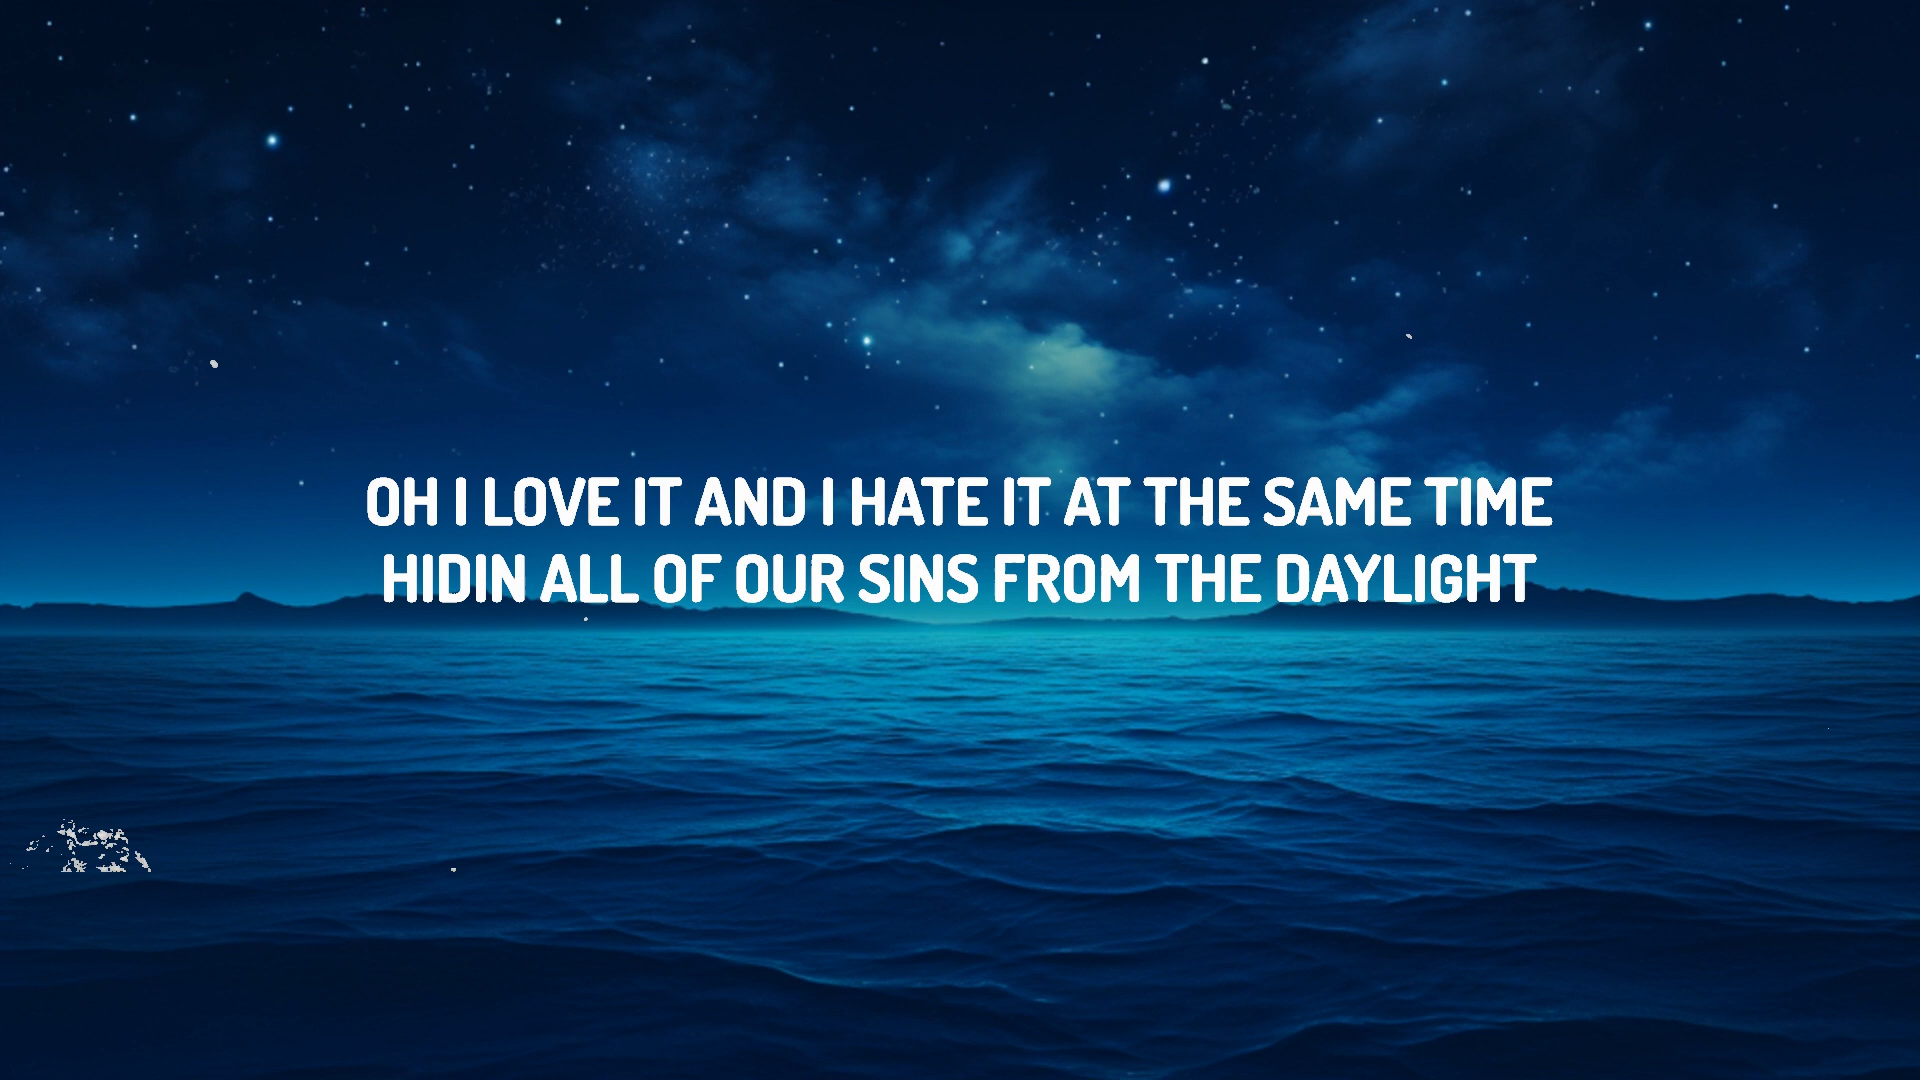 OH I LOVE IT AND I HATE IT AT THE SAME TIME
HIDIN ALL OF OUR SINS FROM THE DAYLIGHT